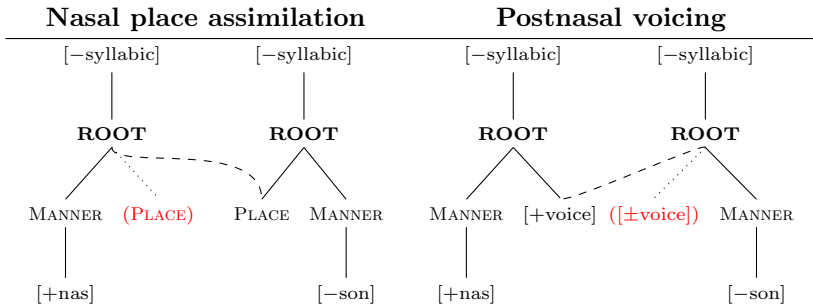 Nasal place assimilation Postnasal voicing
[−syllabic] [−syllabic] [−syllabic] [−syllabic]
ROOT ROOT ROOT ROOT
MANNER (PLACE) PLACE MANNER MANNER [+voice] ([±voice]) MANNER
[+nas] [−son] [+nas] [−son]